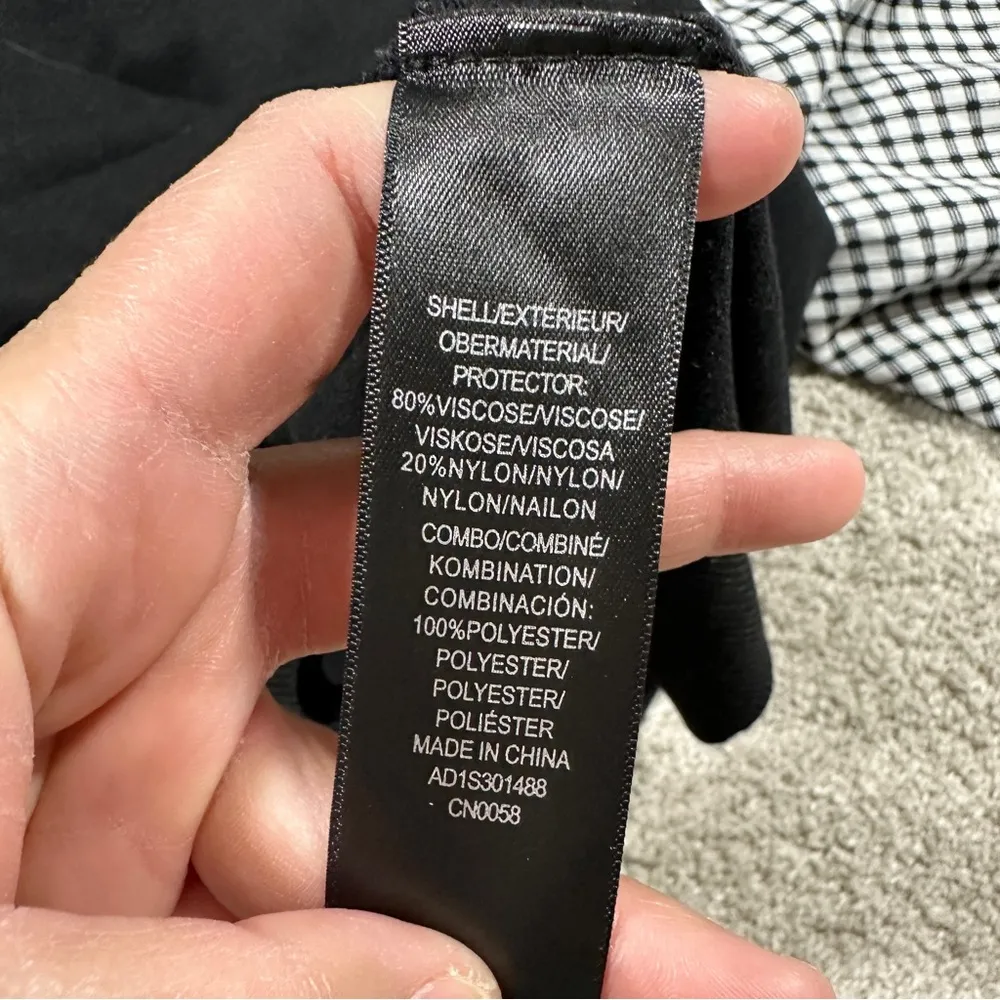 SHELL/EXTÉRIEUR/
OBERMATERIAL/
PROTECTOR:
80%VISCOSE/VISCOSE/
VISKOSE/VISCOSA
20%NYLON/NYLON/
NYLON/NAILON
COMBO/COMBINÉ/
KOMBINATION/
COMBINACIÓN:
100%POLYESTER/
POLYESTER/
POLYESTER/
POLIÉSTER
MADE IN CHINA
AD1S301488
CN0058